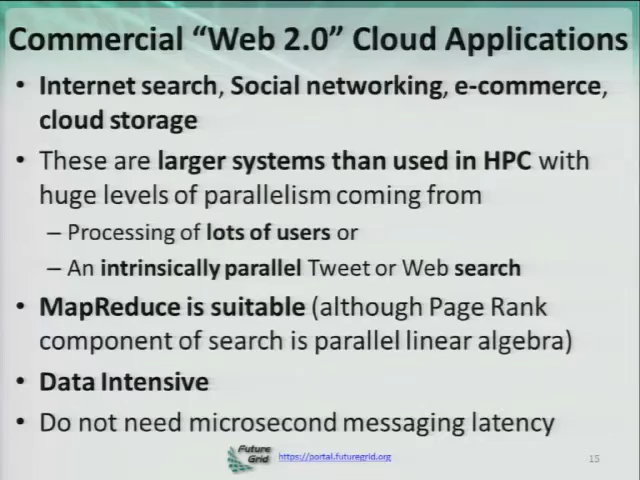 Commercial “Web 2.0” Cloud Applications
• Internet search, Social networking, e-commerce,
cloud storage
• These are larger systems than used in HPC with
huge levels of parallelism coming from
– Processing of lots of users or
– An intrinsically parallel Tweet or Web search
• MapReduce is suitable (although Page Rank
component of search is parallel linear algebra)
• Data Intensive
• Do not need microsecond messaging latency
Future
Grid
https://portal.futuregrid.org
15